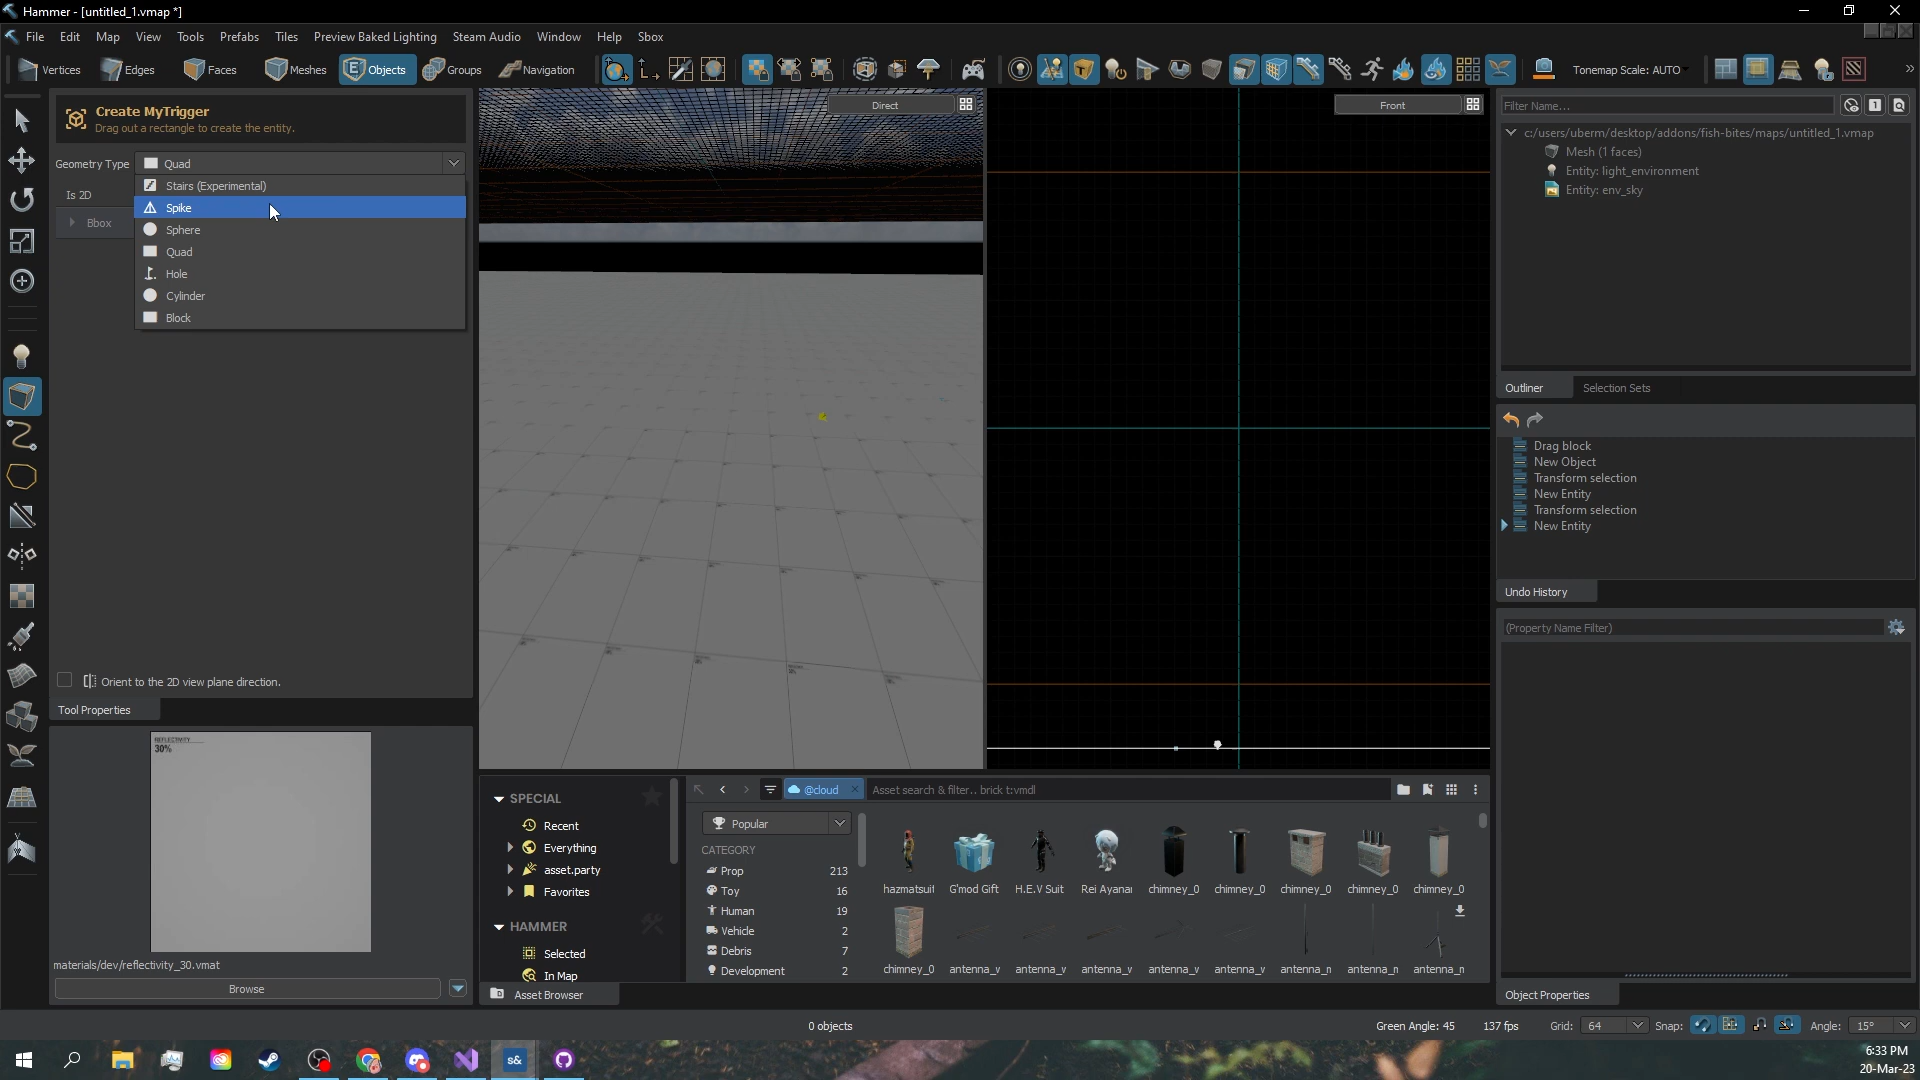 Hammer - [untitled_1.vmap *]
File Edit Map View Tools Prefabs Tiles Preview Baked Lighting Steam Audio Window Help Sbox
Vertices Edges Faces Meshes Objects Groups Navigation Tonemap Scale: AUTO
Create MyTrigger
Drag out a rectangle to create the entity.
Geometry Type Quad
Is 2D
Bbox
Stairs (Experimental)
Spike
Sphere
Quad
Hole
Cylinder
Block
Orient to the 2D view plane direction.
Tool Properties
REFLECTIVITY
30%
materials/dev/reflectivity_30.vmat
Browse
Direct
Front
SPECIAL
Recent
Everything
asset.party
Favorites
HAMMER
Selected
In Map
Asset Browser
@cloud
Asset search & filter.. brick t:vmdl
Popular
CATEGORY
Prop 213
Toy 16
Human 19
Vehicle 2
Debris 7
Development 2
hazmatsuit G'mod Gift H.E.V Suit Rei Ayanai chimney_0 chimney_0 chimney_0 chimney_0 chimney_0
chimney_0 antenna_v antenna_v antenna_v antenna_v antenna_v antenna_n antenna_n antenna_n
Filter Name...
c:/users/uberm/desktop/addons/fish-bites/maps/untitled_1.vmap
Mesh (1 faces)
Entity: light_environment
Entity: env_sky
Outliner Selection Sets
Drag block
New Object
Transform selection
New Entity
Transform selection
New Entity
Undo History
(Property Name Filter)
Object Properties
0 objects Green Angle: 45 137 fps Grid: 64 Snap: Angle: 15°
s&
6:33 PM
20-Mar-23